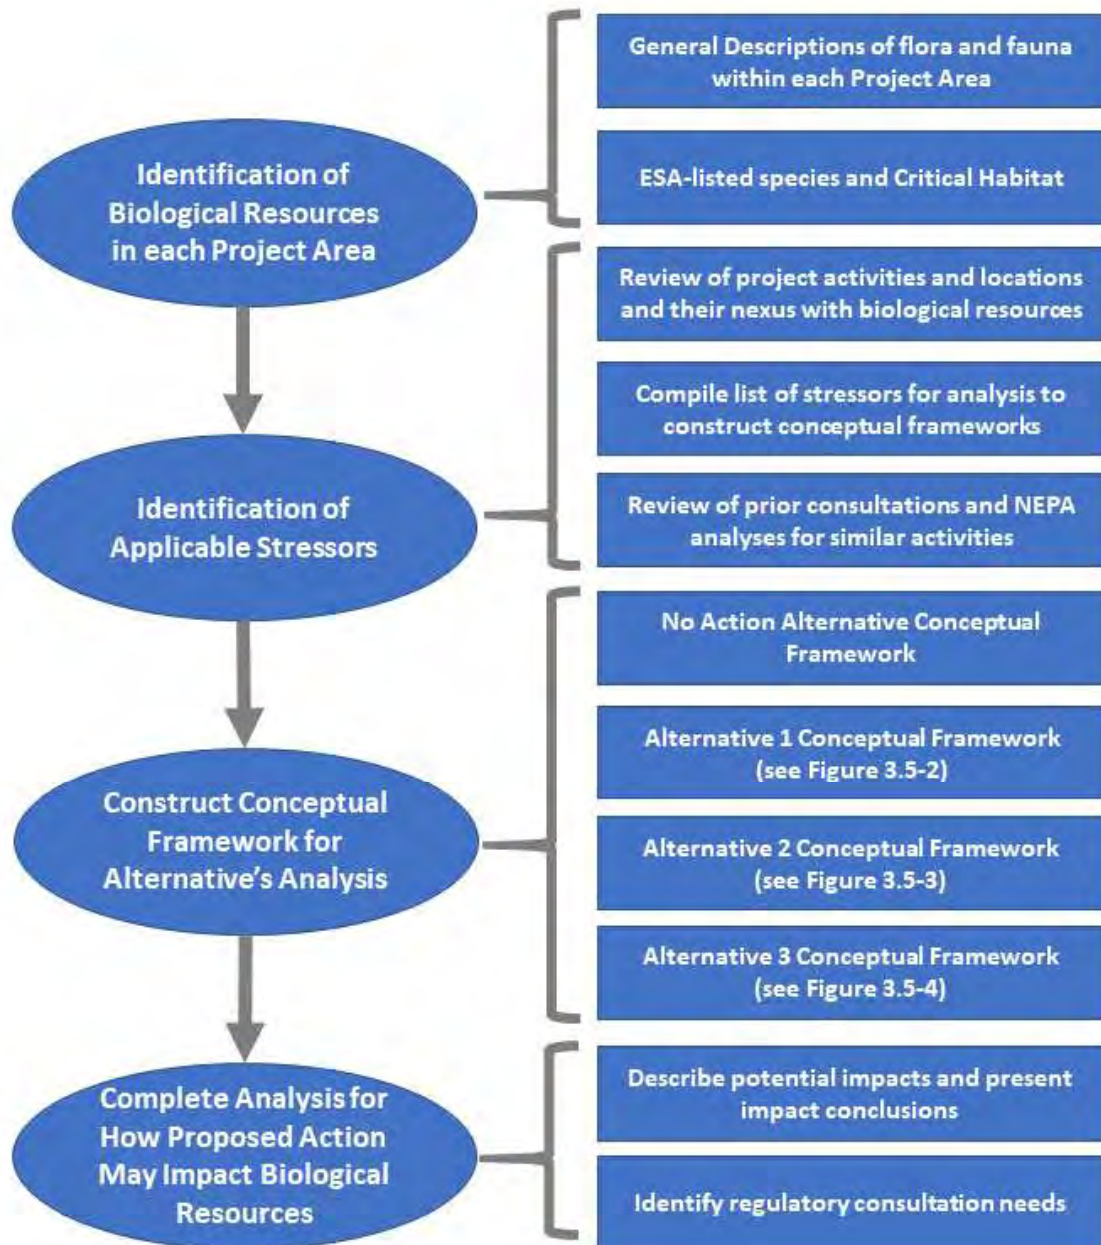 Identification of
Biological Resources
in each Project Area
General Descriptions of flora and fauna
within each Project Area
ESA-listed species and Critical Habitat
Identification of
Applicable Stressors
Review of project activities and locations
and their nexus with biological resources
Compile list of stressors for analysis to
construct conceptual frameworks
Review of prior consultations and NEPA
analyses for similar activities
Construct Conceptual
Framework for
Alternative's Analysis
No Action Alternative Conceptual
Framework
Alternative 1 Conceptual Framework
(see Figure 3.5-2)
Alternative 2 Conceptual Framework
(see Figure 3.5-3)
Alternative 3 Conceptual Framework
(see Figure 3.5-4)
Complete Analysis for
How Proposed Action
May Impact Biological
Resources
Describe potential impacts and present
impact conclusions
Identify regulatory consultation needs